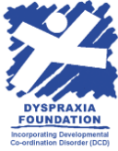 DYSPRAXIA
FOUNDATION
Incorporating Developmental
Co-ordination Disorder (DCD)